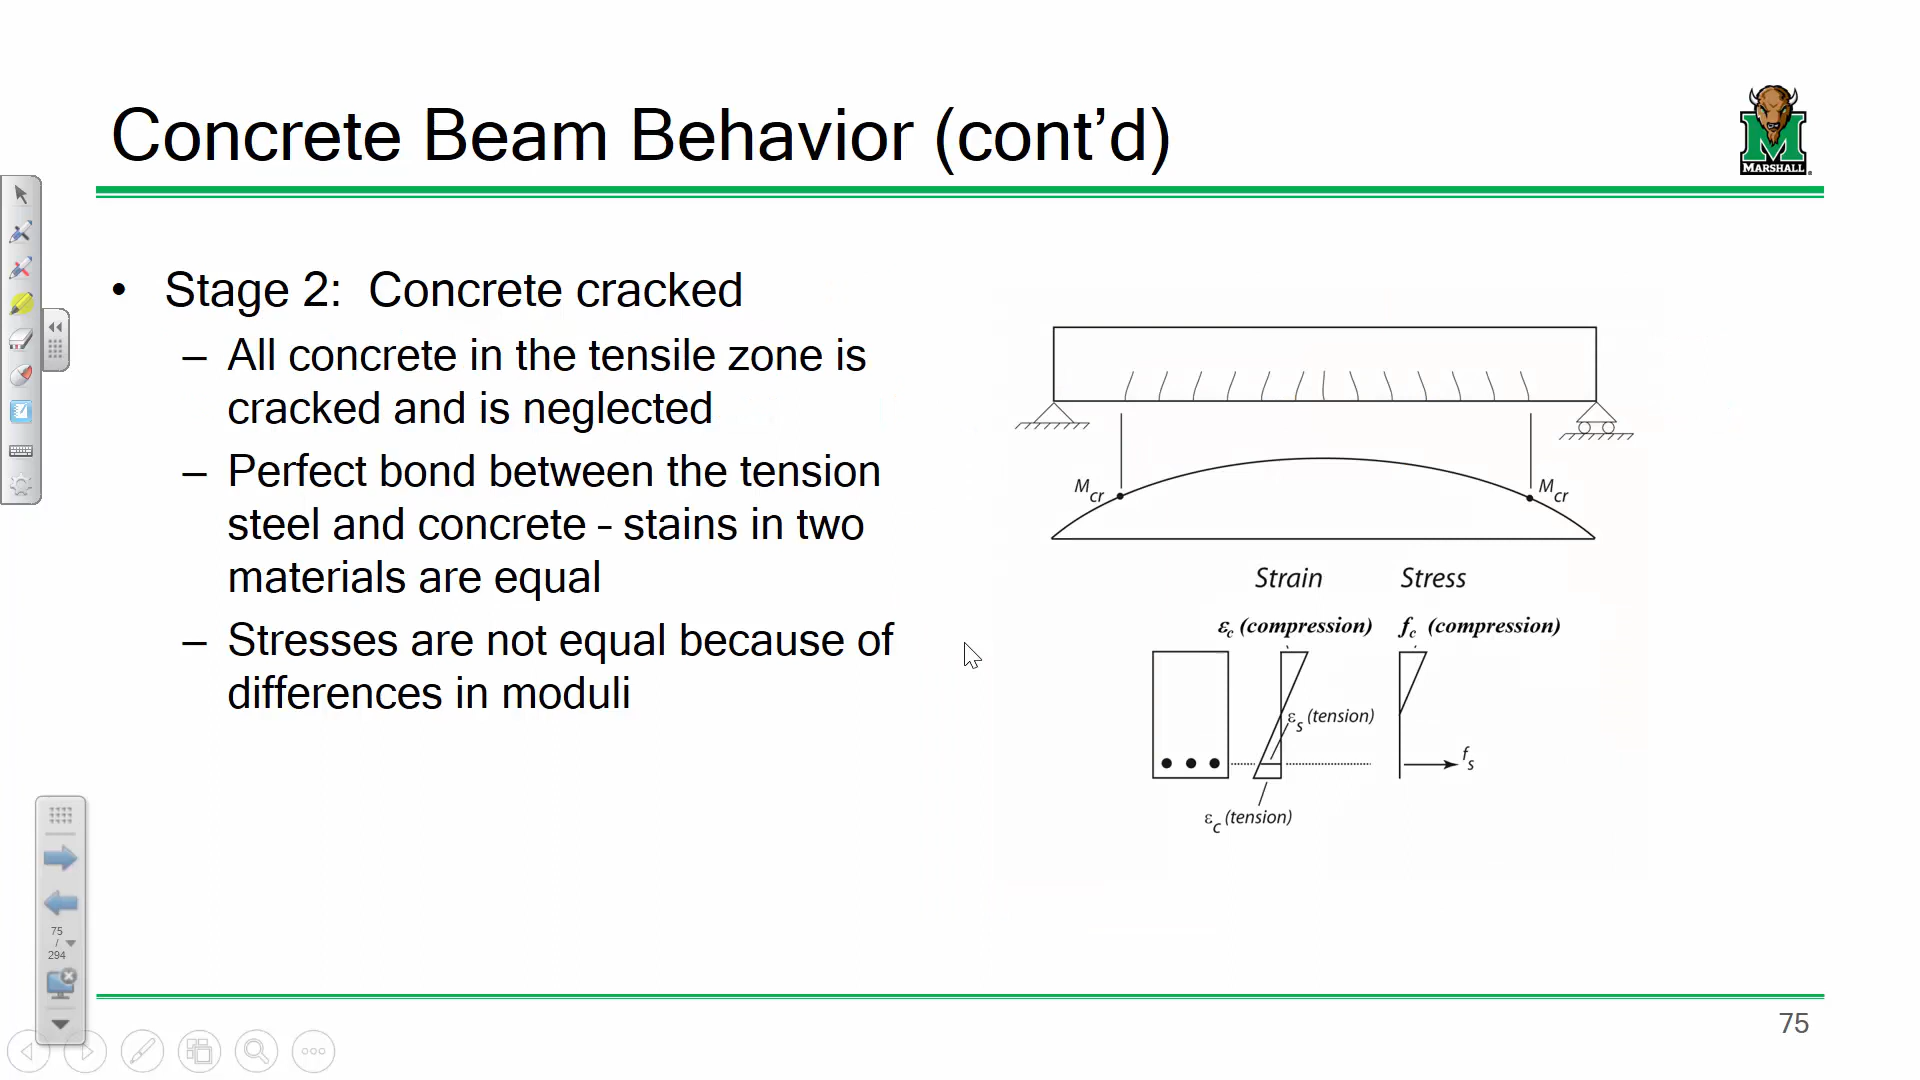 Concrete Beam Behavior (cont’d)
MARSHALL
• Stage 2: Concrete cracked
– All concrete in the tensile zone is
cracked and is neglected
– Perfect bond between the tension
steel and concrete – stains in two
materials are equal
– Stresses are not equal because of
differences in moduli
Mcr
Mcr
Strain
Stress
εc (compression)
fc (compression)
εs (tension)
fs
εc (tension)
75
/
294
75